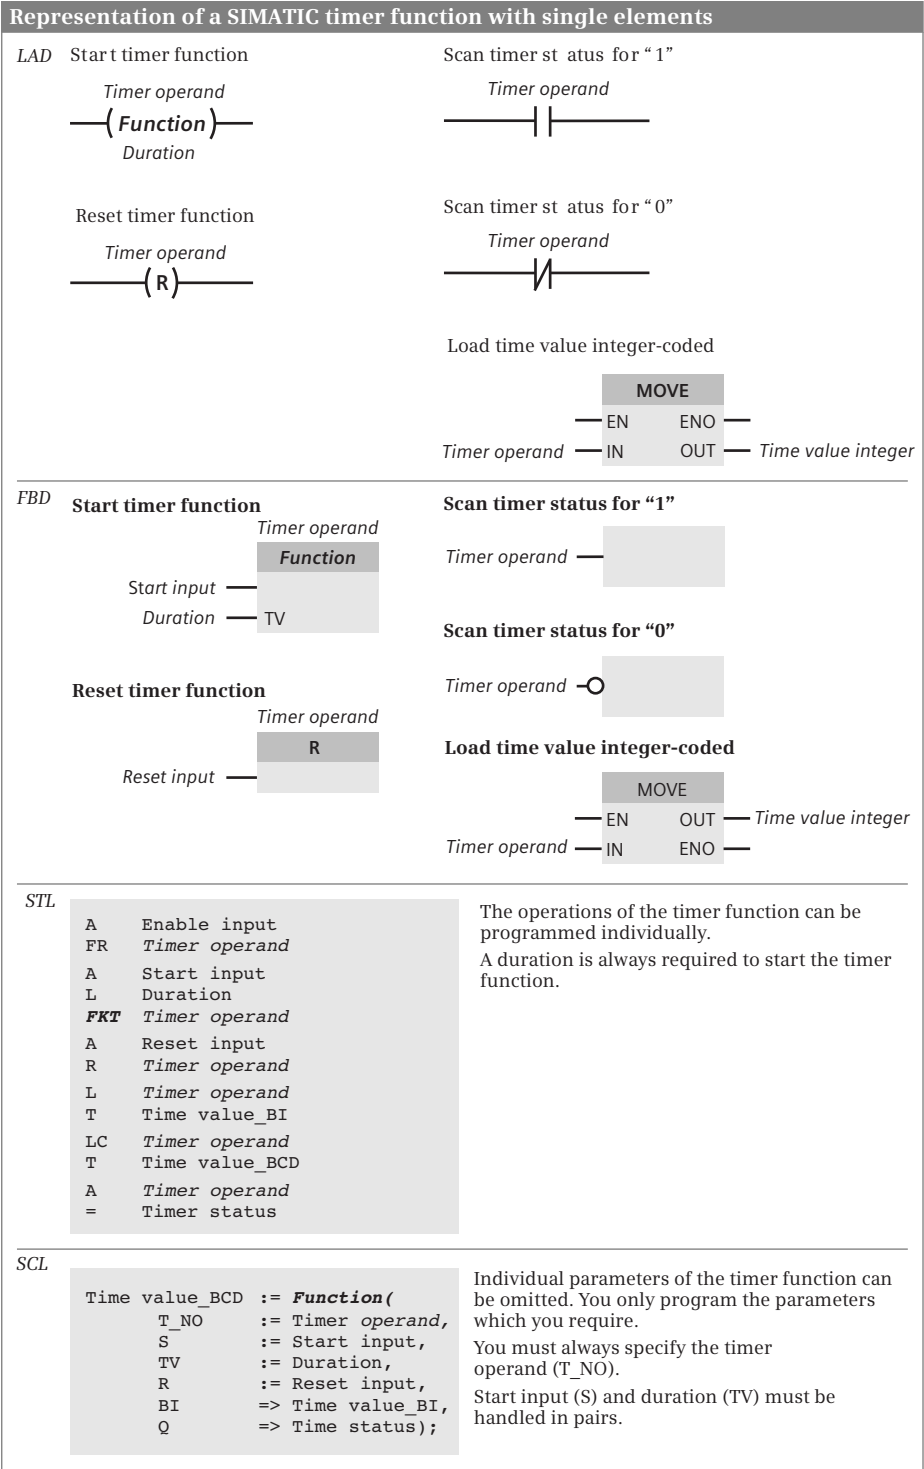 Representation of a SIMATIC timer function with single elements
LAD
Start timer function
Timer operand
Function
Duration
Scan timer st atus for “1”
Timer operand
Reset timer function
Timer operand
R
Scan timer st atus for “0”
Timer operand
Load time value integer-coded
MOVE
EN ENO
Timer operand IN OUT Time value integer
FBD
Start timer function
Timer operand
Function
Start input
Duration TV
Scan timer status for “1”
Timer operand
Scan timer status for “0”
Timer operand
Reset timer function
Timer operand
R
Reset input
Load time value integer-coded
MOVE
EN OUT Time value integer
Timer operand IN ENO
STL
A Enable input
FR Timer operand
A Start input
L Duration
FKT Timer operand
A Reset input
R Timer operand
L Timer operand
T Time value_BI
LC Timer operand
T Time value_BCD
A Timer operand
= Timer status
The operations of the timer function can be
programmed individually.
A duration is always required to start the timer
function.
SCL
Time value_BCD := Function(
T_NO := Timer operand,
S := Start input,
TV := Duration,
R := Reset input,
BI => Time value_BI,
Q => Time status);
Individual parameters of the timer function can
be omitted. You only program the parameters
which you require.
You must always specify the timer
operand (T_NO).
Start input (S) and duration (TV) must be
handled in pairs.